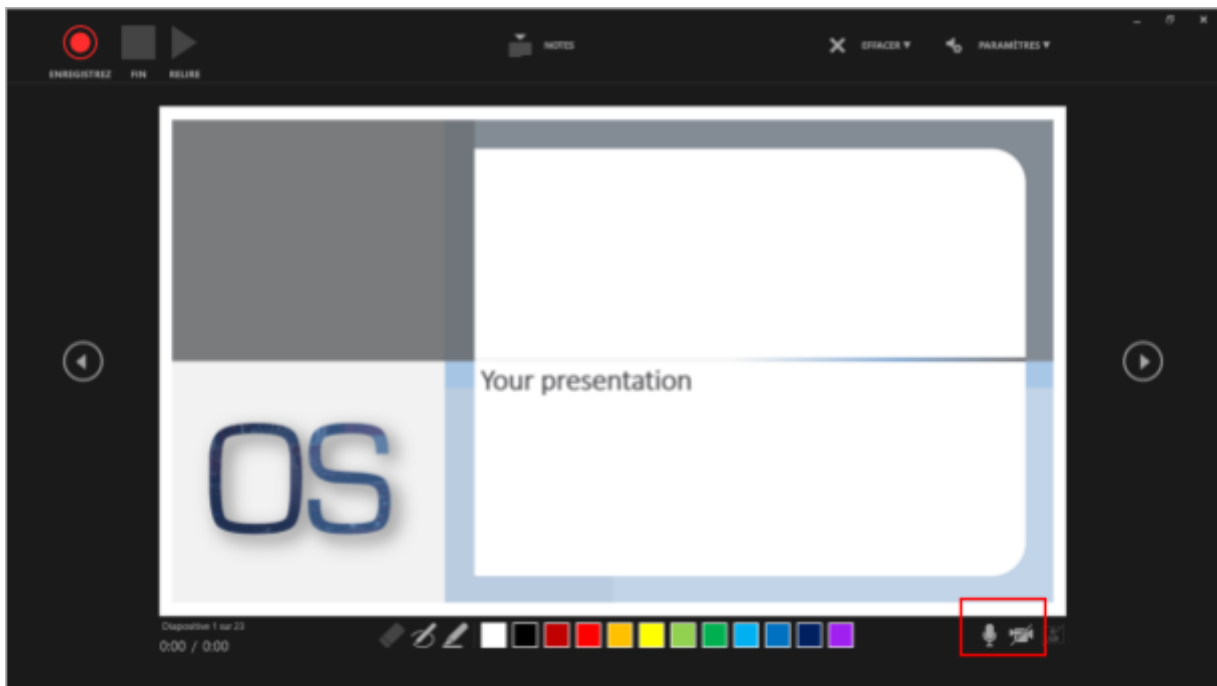 ENREGISTREZ FIN RELIRE
NOTES
EFFACER
PARAMÈTRES
Your presentation
OS
Diapositive 1 sur 23
0:00 / 0:00